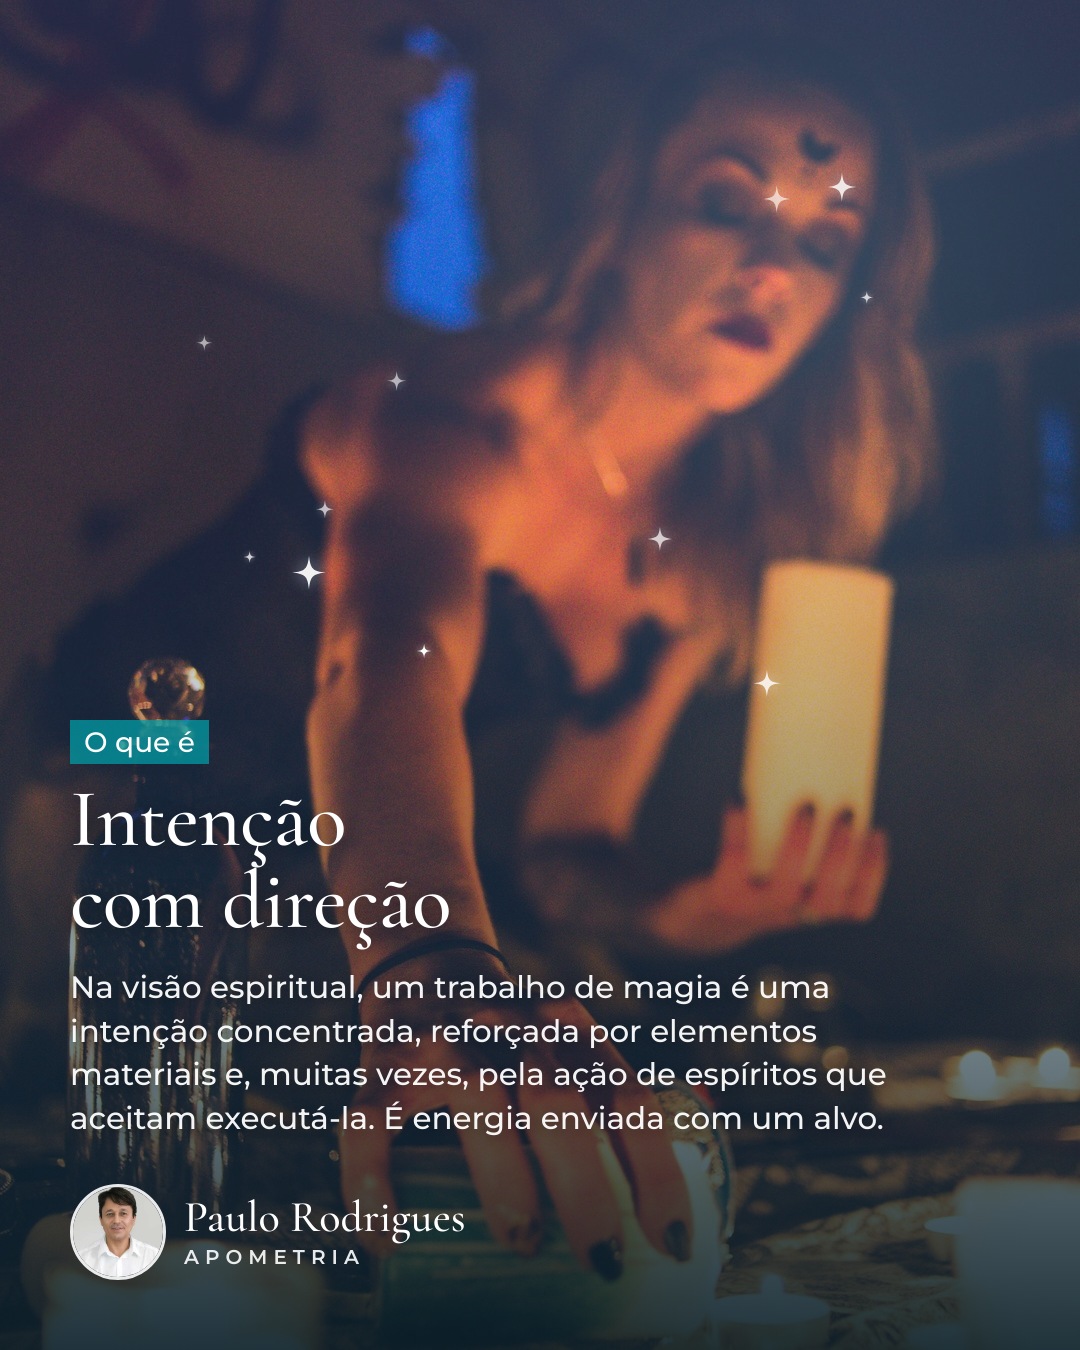 O que é
Intenção
com direção
Na visão espiritual, um trabalho de magia é uma
intenção concentrada, reforçada por elementos
materiais e, muitas vezes, pela ação de espíritos que
aceitam executá-la. É energia enviada com um alvo.
Paulo Rodrigues
APOMETRIA